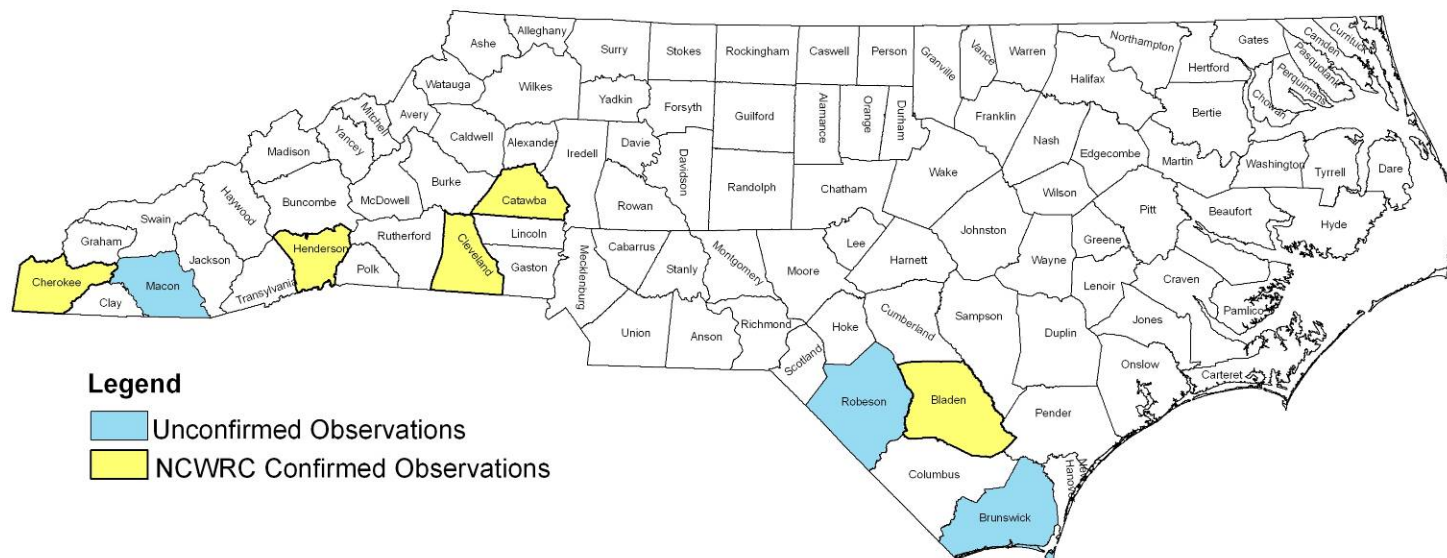 Ashe
Alleghany
Surry
Stokes
Rockingham
Caswell
Person
Granville
Vance
Warren
Northampton
Gates
Camden
Currituck
Pasquotank
Perquimans
Hertford
Halifax
Watauga
Wilkes
Yadkin
Forsyth
Guilford
Alamance
Orange
Durham
Franklin
Bertie
Chowan
Mitchell
Avery
Yancey
Caldwell
Alexander
Iredell
Davie
Davidson
Nash
Edgecombe
Martin
Washington
Tyrrell
Dare
Madison
Burke
Catawba
Rowan
Randolph
Chatham
Wake
Wilson
Haywood
Buncombe
McDowell
Pitt
Beaufort
Hyde
Swain
Rutherford
Cleveland
Lincoln
Johnston
Greene
Graham
Henderson
Cabarrus
Montgomery
Lee
Jackson
Polk
Gaston
Mecklenburg
Stanly
Moore
Harnett
Wayne
Craven
Cherokee
Macon
Transylvania
Lenoir
Clay
Pamlico
Union
Anson
Richmond
Hoke
Cumberland
Sampson
Duplin
Jones
Scotland
Onslow
Carteret
Legend
Robeson
Bladen
Pender
Unconfirmed Observations
NCWRC Confirmed Observations
Columbus
Hanover
Brunswick